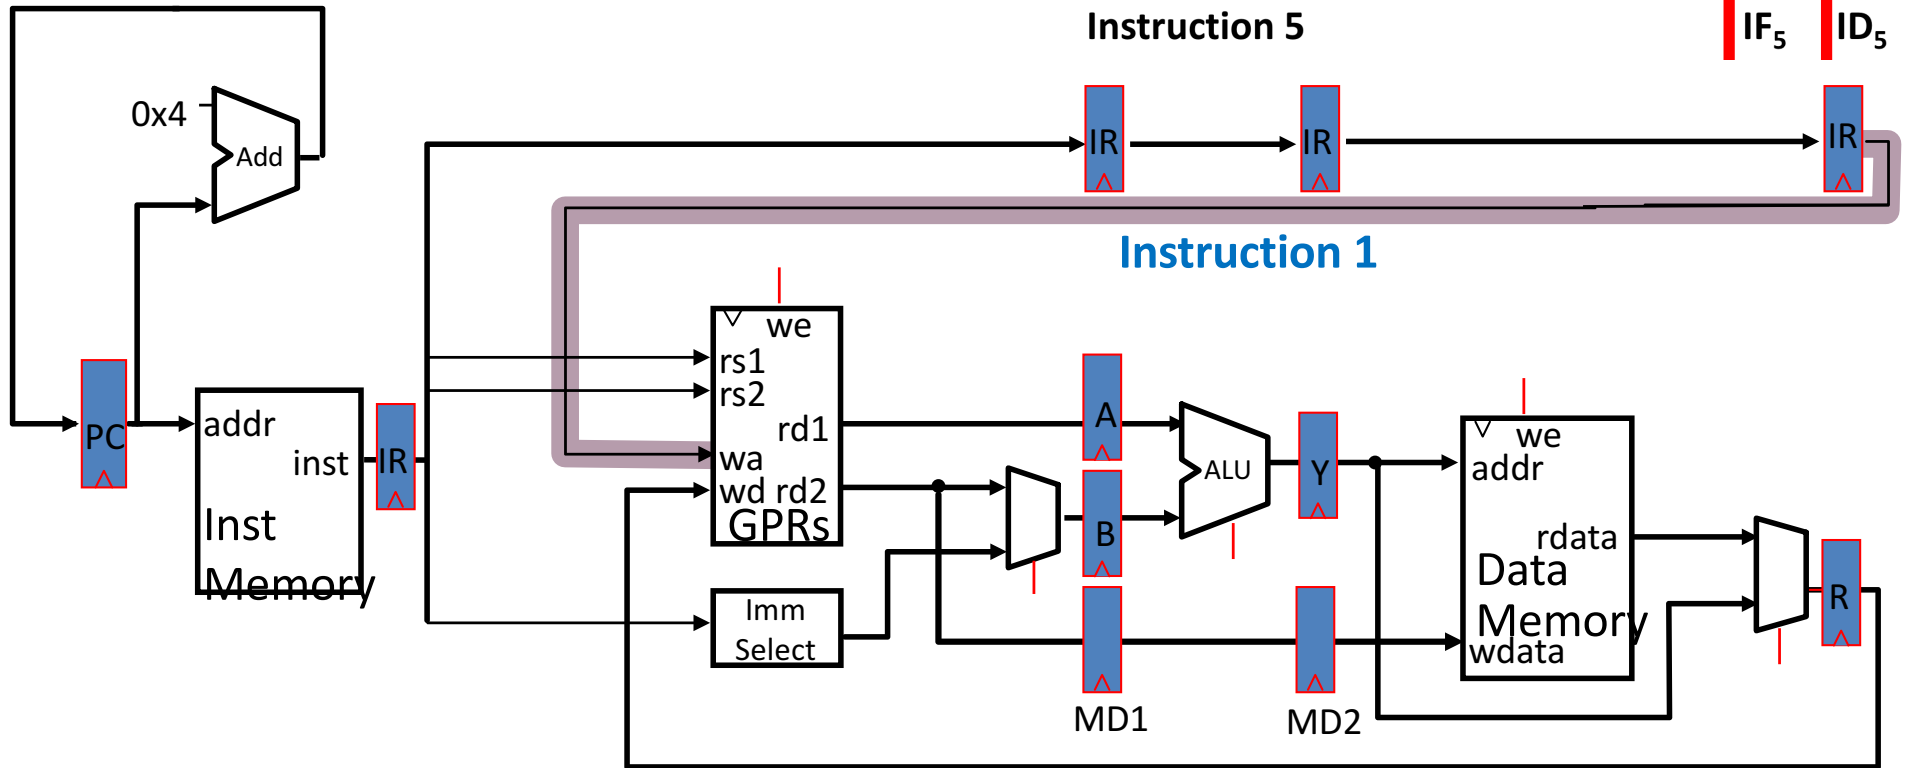 Instruction 5
IF5
ID5
0x4
Add
IR
IR
IR
Instruction 1
we
rs1
rs2
rd1
wa
wd rd2
GPRs
PC
addr
inst
Inst
Memory
IR
A
B
ALU
Y
we
addr
rdata
Data
Memory
wdata
R
Imm
Select
MD1
MD2